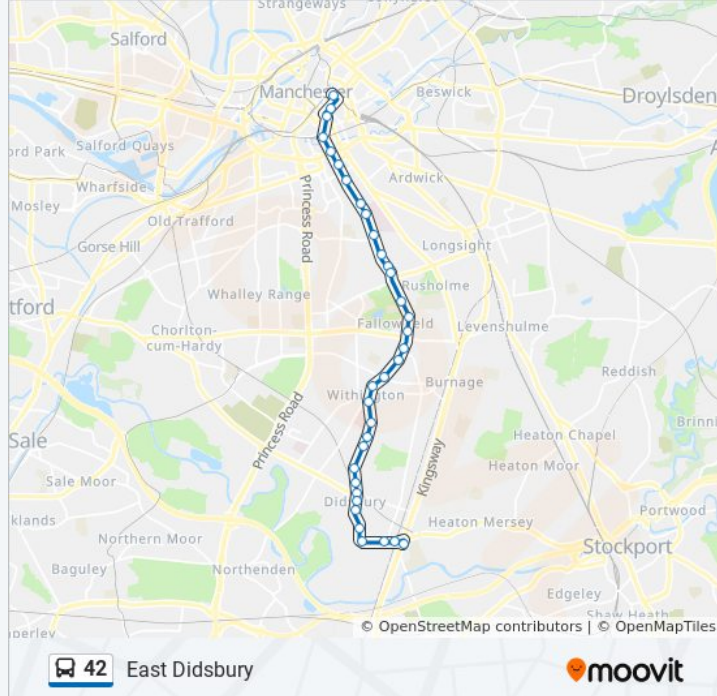 Strangeways
Salford
Manchester
Beswick
Droylsden
Salford Quays
ord Park
Wharfside
Ardwick
Mosley
Old Trafford
Princess Road
Gorse Hill
Longsight
Rusholme
Whalley Range
tford
Fallowfield
Levenshulme
Chorlton-
cum-Hardy
Reddish
Burnage
Withington
Princess Road
Brinni
Sale
Kingsway
Heaton Chapel
Heaton Moor
Sale Moor
Didsbury
Portwood
klands
Heaton Mersey
Northern Moor
Stockport
Baguley
Northenden
Edgeley
Shaw Heath
perley
© OpenStreetMap contributors | © OpenMapTiles
42 East Didsbury
moovit